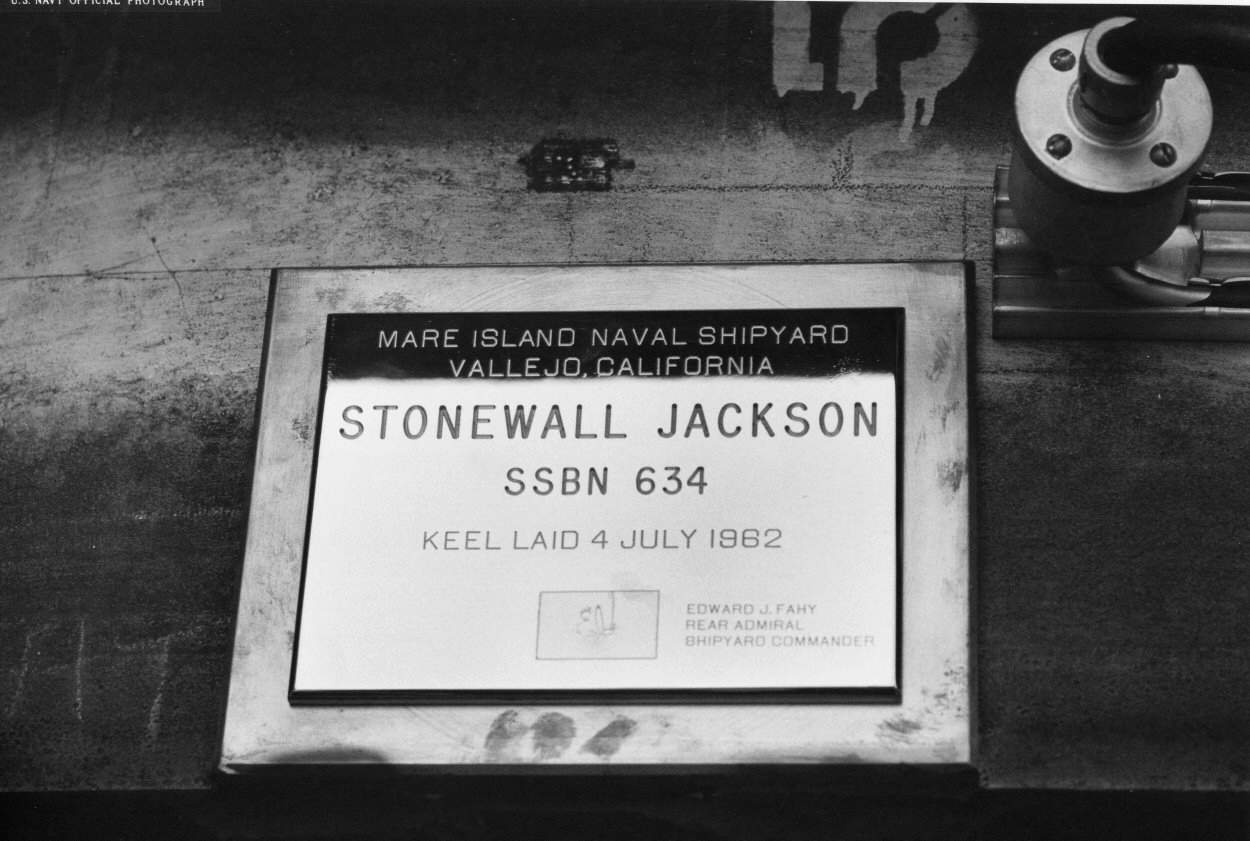 U.S. NAVY OFFICIAL PHOTOGRAPH
MARE ISLAND NAVAL SHIPYARD
VALLEJO, CALIFORNIA
STONEWALL JACKSON
SSBN 634
KEEL LAID 4 JULY 1962
EDWARD J. FAHY
REAR ADMIRAL
SHIPYARD COMMANDER